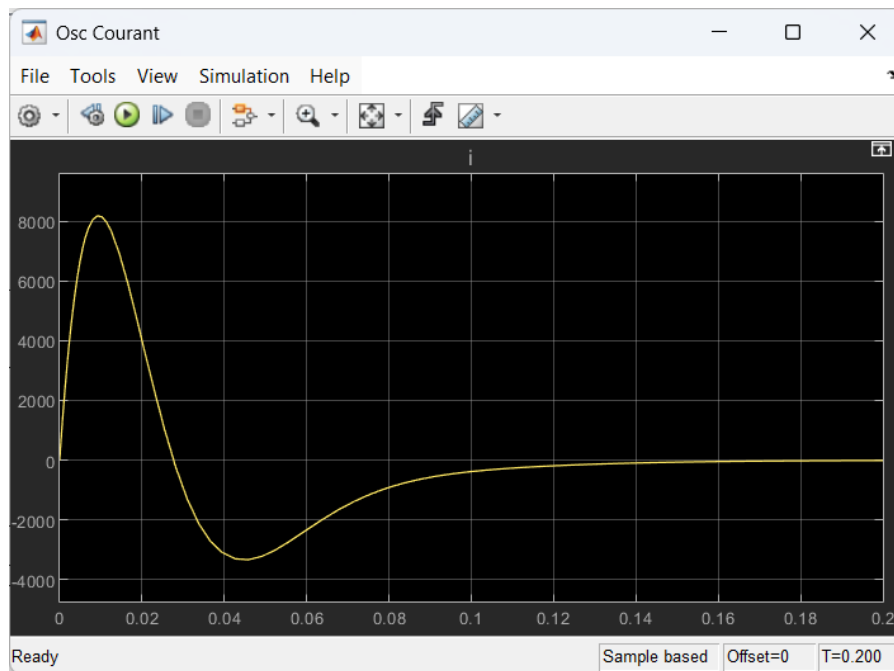 Osc Courant
File Tools View Simulation Help
i
8000
6000
4000
2000
0
-2000
-4000
0 0.02 0.04 0.06 0.08 0.1 0.12 0.14 0.16 0.18 0.2
Ready Sample based Offset=0 T=0.200